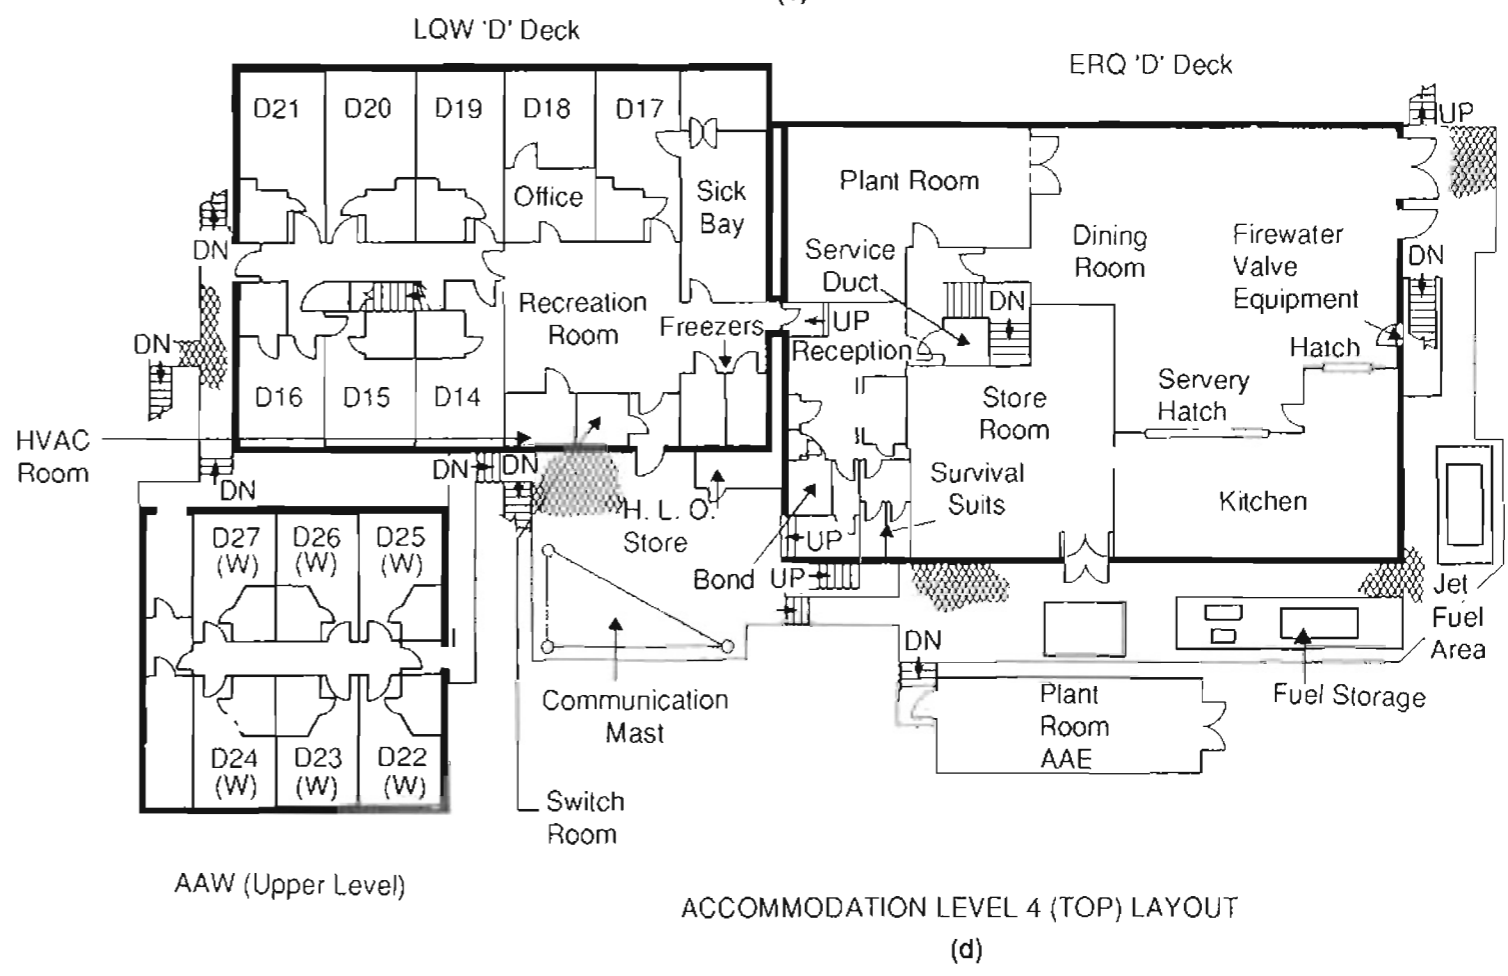 LQW 'D' Deck
ERQ 'D' Deck
D21
D20
D19
D18
D17
UP
Office
Sick
Bay
Plant Room
DN
Service
Duct
Dining
Room
Firewater
Valve
Equipment
DN
DN
Recreation
Room
Freezers
UP
Reception
DN
Hatch
D16
D15
D14
Store
Room
Servery
Hatch
HVAC
Room
DN
DN
DN
Survival
Suits
Kitchen
H. L. O.
Store
D27
(W)
D26
(W)
D25
(W)
UP
Bond
UP
Jet
Fuel
Area
DN
Communication
Mast
Plant
Room
AAE
Fuel Storage
D24
(W)
D23
(W)
D22
(W)
Switch
Room
AAW (Upper Level)
ACCOMMODATION LEVEL 4 (TOP) LAYOUT
(d)